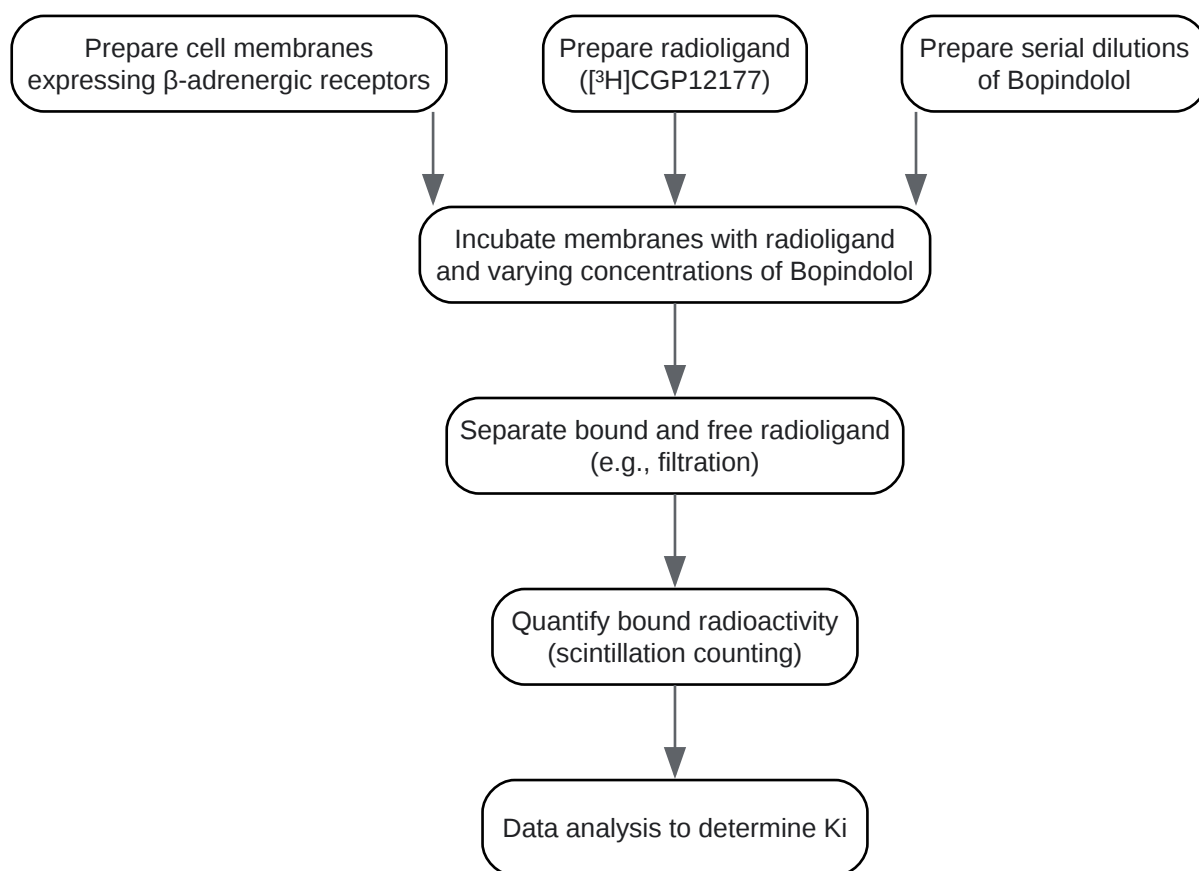 Prepare cell membranes
expressing β-adrenergic receptors
Prepare radioligand
([³H]CGP12177)
Prepare serial dilutions
of Bopindolol
Incubate membranes with radioligand
and varying concentrations of Bopindolol
Separate bound and free radioligand
(e.g., filtration)
Quantify bound radioactivity
(scintillation counting)
Data analysis to determine Ki